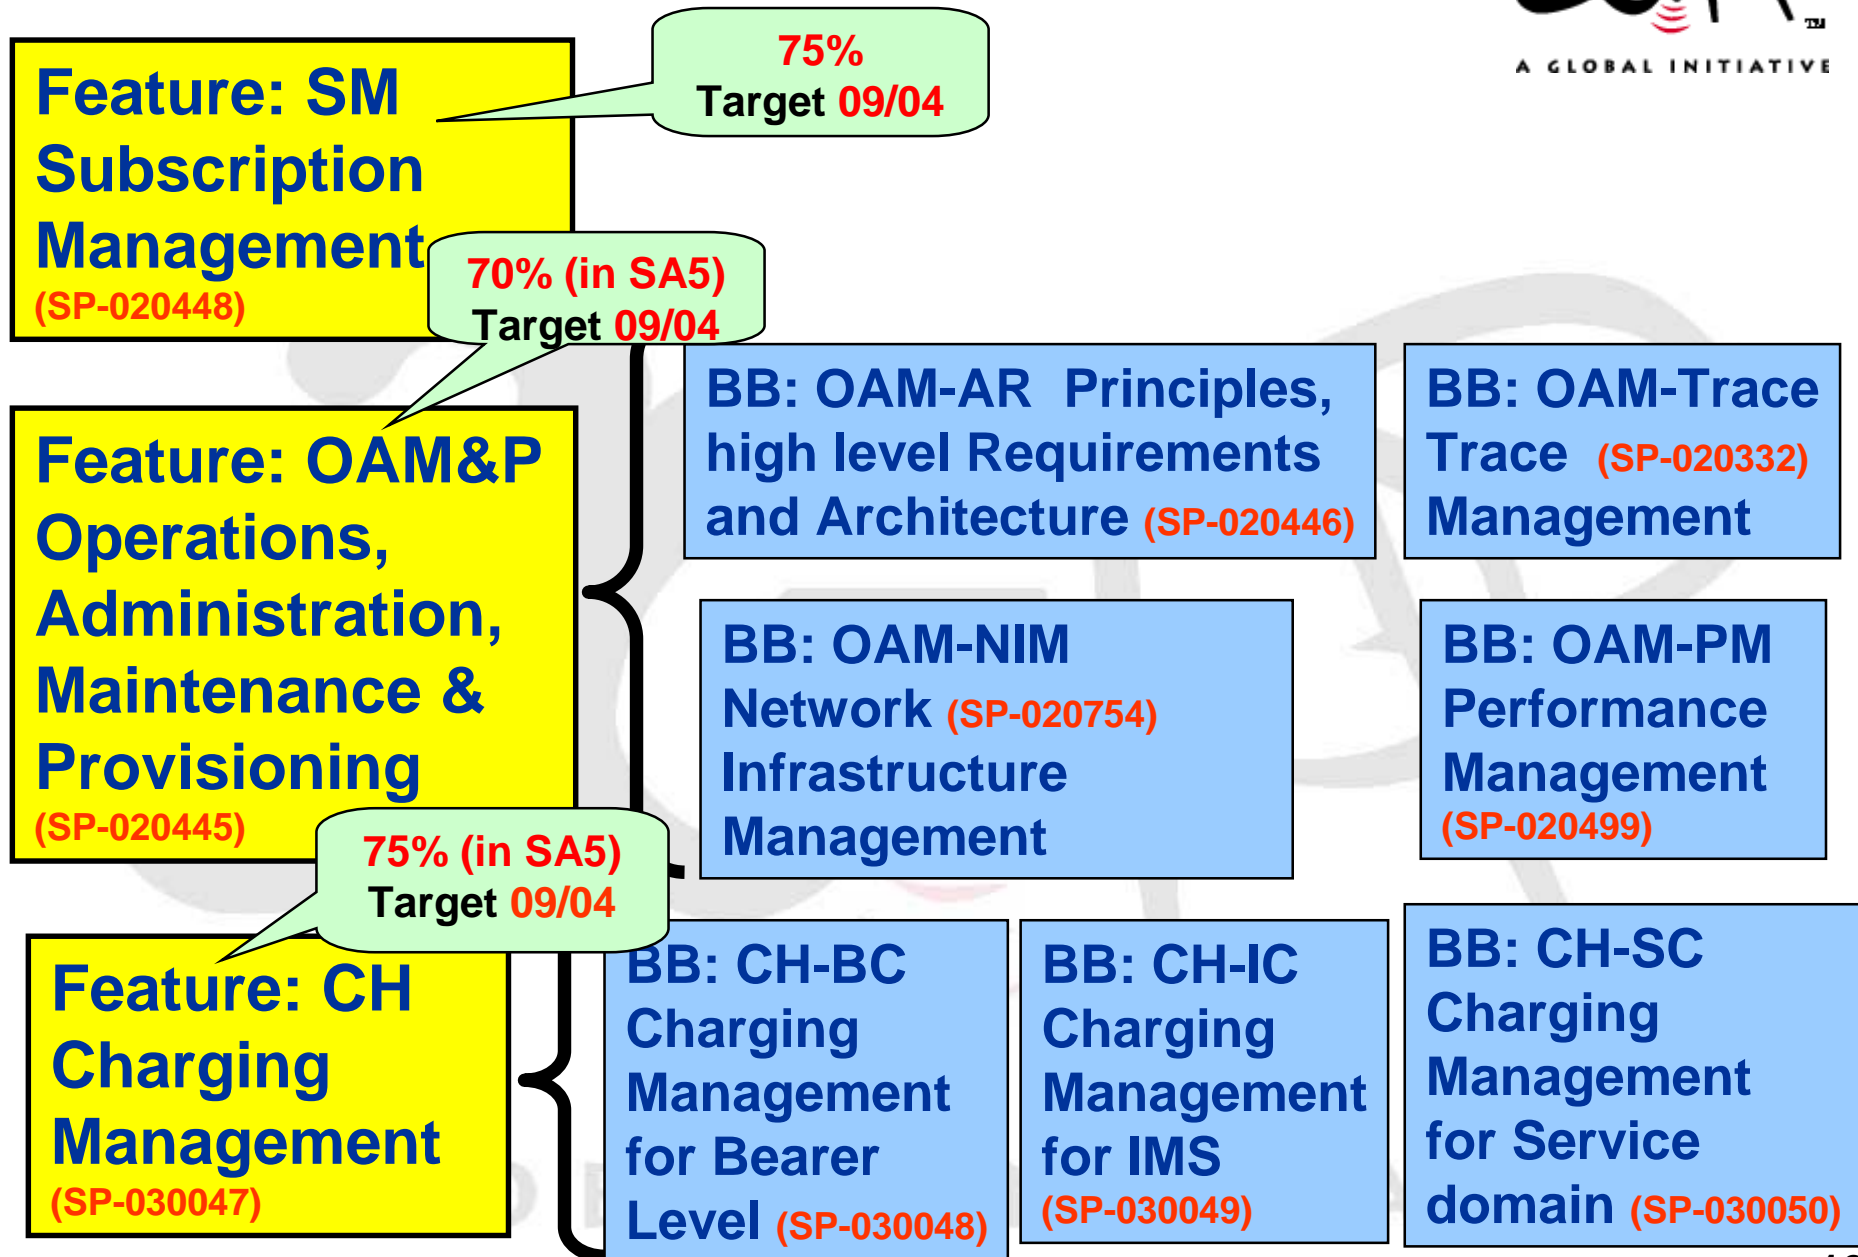 TM
A GLOBAL INITIATIVE
75%
Target 09/04
Feature: SM
Subscription
Management
(SP-020448)
70% (in SA5)
Target 09/04
Feature: OAM&P
Operations,
Administration,
Maintenance &
Provisioning
(SP-020445)
BB: OAM-AR Principles,
high level Requirements
and Architecture (SP-020446)
BB: OAM-Trace
Trace (SP-020332)
Management
BB: OAM-NIM
Network (SP-020754)
Infrastructure
Management
BB: OAM-PM
Performance
Management
(SP-020499)
75% (in SA5)
Target 09/04
Feature: CH
Charging
Management
(SP-030047)
BB: CH-BC
Charging
Management
for Bearer
Level (SP-030048)
BB: CH-IC
Charging
Management
for IMS
(SP-030049)
BB: CH-SC
Charging
Management
for Service
domain (SP-030050)